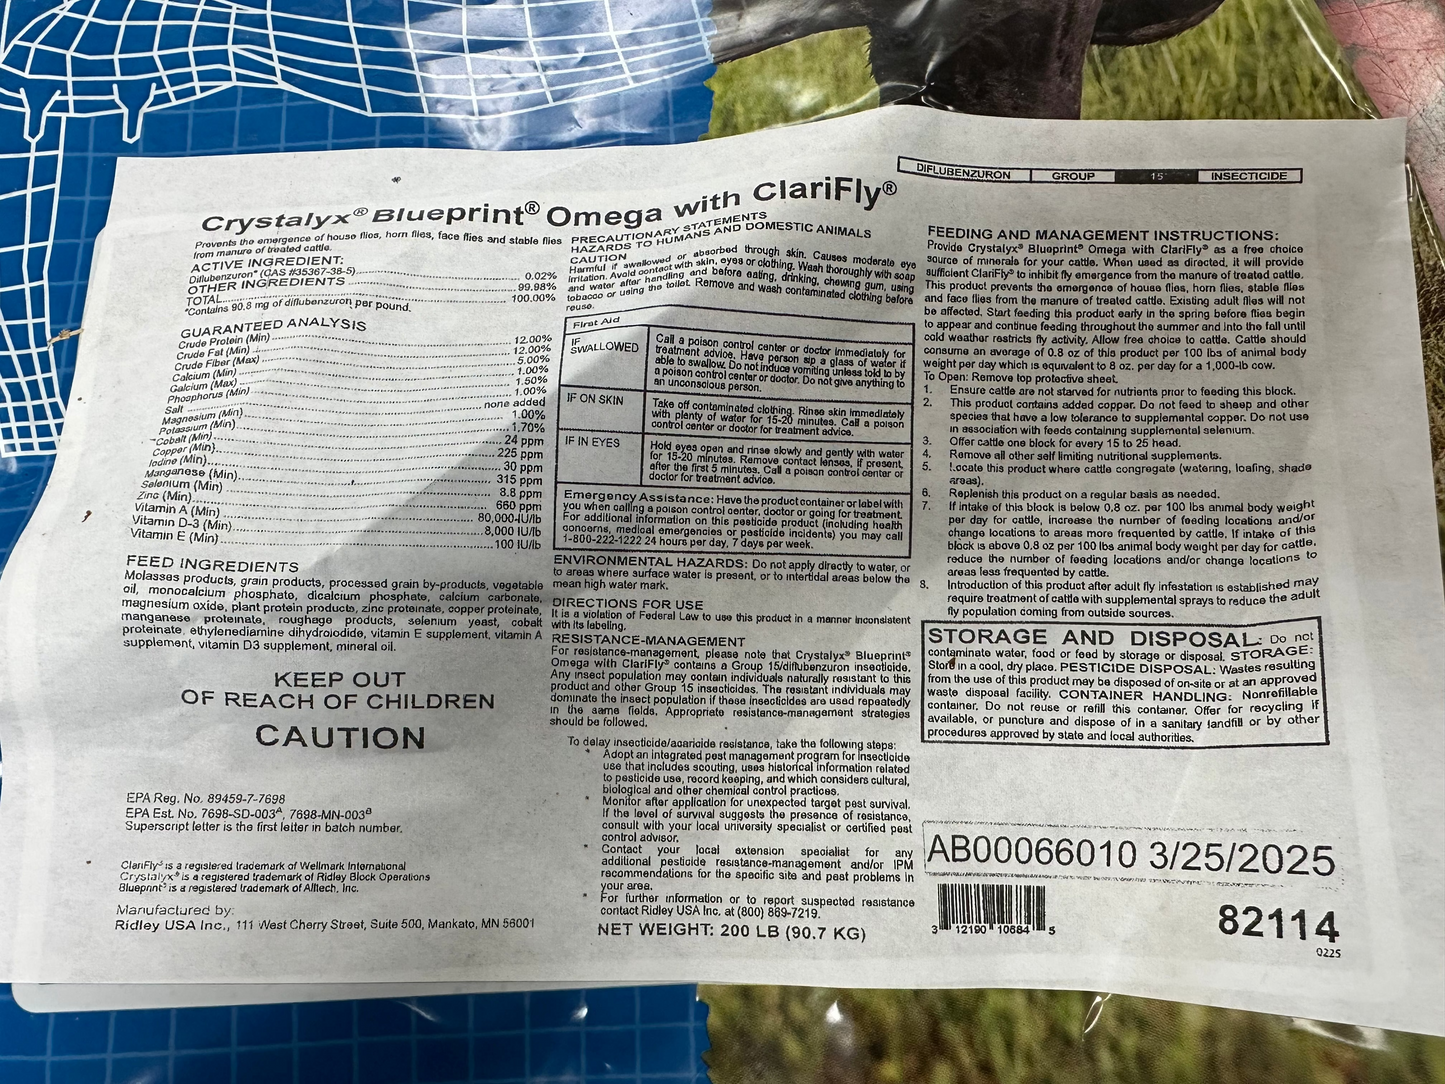 DIFLUBENZURON GROUP 15 INSECTICIDE
Crystalyx® Blueprint® Omega with ClariFly®
Prevents the emergence of house flies, horn flies, face flies and stable flies
from manure of treated cattle.
ACTIVE INGREDIENT:
Diflubenzuron* (CAS #35367-38-5)............ 0.02%
OTHER INGREDIENTS ............ 99.98%
TOTAL............ 100.00%
*Contains 90.8 mg of diflubenzuron per pound.
GUARANTEED ANALYSIS
Crude Protein (Min) ............ 12.00%
Crude Fat (Min) ............ 12.00%
Crude Fiber (Max) ............ 5.00%
Calcium (Min) ............ 1.00%
Calcium (Max) ............ 1.50%
Phosphorus (Min) ............ 1.00%
Salt ............ none added
Magnesium (Min) ............ 1.00%
Potassium (Min) ............ 1.70%
Cobalt (Min) ............ 24 ppm
Copper (Min)............ 225 ppm
Iodine (Min)............ 30 ppm
Manganese (Min)............ 315 ppm
Selenium (Min) ............ 8.8 ppm
Zinc (Min) ............ 660 ppm
Vitamin A (Min) ............ 80,000 IU/lb
Vitamin D-3 (Min) ............ 8,000 IU/lb
Vitamin E (Min) ............ 100 IU/lb
FEED INGREDIENTS
Molasses products, grain products, processed grain by-products, vegetable
oil, monocalcium phosphate, dicalcium phosphate, calcium carbonate,
magnesium oxide, plant protein products, zinc proteinate, copper proteinate,
manganese proteinate, roughage products, selenium yeast, cobalt
proteinate, ethylenediamine dihydroiodide, vitamin E supplement, vitamin A
supplement, vitamin D3 supplement, mineral oil.
KEEP OUT
OF REACH OF CHILDREN
CAUTION
EPA Reg. No. 89459-7-7698
EPA Est. No. 7698-SD-003ᴬ, 7698-MN-003ᴮ
Superscript letter is the first letter in batch number.
ClariFly® is a registered trademark of Wellmark International
Crystalyx® is a registered trademark of Ridley Block Operations
Blueprint® is a registered trademark of Alltech, Inc.
Manufactured by:
Ridley USA Inc., 111 West Cherry Street, Suite 500, Mankato, MN 56001
PRECAUTIONARY STATEMENTS
HAZARDS TO HUMANS AND DOMESTIC ANIMALS
CAUTION
Harmful if swallowed or absorbed through skin. Causes moderate eye
irritation. Avoid contact with skin, eyes or clothing. Wash thoroughly with soap
and water after handling and before eating, drinking, chewing gum, using
tobacco or using the toilet. Remove and wash contaminated clothing before
reuse.
First Aid
IF SWALLOWED
Call a poison control center or doctor immediately for
treatment advice. Have person sip a glass of water if
able to swallow. Do not induce vomiting unless told to by
a poison control center or doctor. Do not give anything to
an unconscious person.
IF ON SKIN
Take off contaminated clothing. Rinse skin immediately
with plenty of water for 15-20 minutes. Call a poison
control center or doctor for treatment advice.
IF IN EYES
Hold eyes open and rinse slowly and gently with water
for 15-20 minutes. Remove contact lenses, if present,
after the first 5 minutes. Call a poison control center or
doctor for treatment advice.
Emergency Assistance: Have the product container or label with
you when calling a poison control center, doctor or going for treatment.
For additional information on this pesticide product (including health
concerns, medical emergencies or pesticide incidents) you may call
1-800-222-1222 24 hours per day, 7 days per week.
ENVIRONMENTAL HAZARDS: Do not apply directly to water, or
to areas where surface water is present, or to intertidal areas below the
mean high water mark.
DIRECTIONS FOR USE
It is a violation of Federal Law to use this product in a manner inconsistent
with its labeling.
RESISTANCE-MANAGEMENT
For resistance-management, please note that Crystalyx® Blueprint®
Omega with ClariFly® contains a Group 15/diflubenzuron insecticide.
Any insect population may contain individuals naturally resistant to this
product and other Group 15 insecticides. The resistant individuals may
dominate the insect population if these insecticides are used repeatedly
in the same fields. Appropriate resistance-management strategies
should be followed.
To delay insecticide/acaricide resistance, take the following steps:
* Adopt an integrated pest management program for insecticide
use that includes scouting, uses historical information related
to pesticide use, record keeping, and which considers cultural,
biological and other chemical control practices.
* Monitor after application for unexpected target pest survival.
If the level of survival suggests the presence of resistance,
consult with your local university specialist or certified pest
control advisor.
* Contact your local extension specialist for any
additional pesticide resistance-management and/or IPM
recommendations for the specific site and pest problems in
your area.
* For further information or to report suspected resistance
contact Ridley USA Inc. at (800) 869-7219.
NET WEIGHT: 200 LB (90.7 KG)
FEEDING AND MANAGEMENT INSTRUCTIONS:
Provide Crystalyx® Blueprint® Omega with ClariFly® as a free choice
source of minerals for your cattle. When used as directed, it will provide
sufficient ClariFly® to inhibit fly emergence from the manure of treated cattle.
This product prevents the emergence of house flies, horn flies, stable flies
and face flies from the manure of treated cattle. Existing adult flies will not
be affected. Start feeding this product early in the spring before flies begin
to appear and continue feeding throughout the summer and into the fall until
cold weather restricts fly activity. Allow free choice to cattle. Cattle should
consume an average of 0.8 oz of this product per 100 lbs of animal body
weight per day which is equivalent to 8 oz. per day for a 1,000-lb cow.
To Open: Remove top protective sheet.
1. Ensure cattle are not starved for nutrients prior to feeding this block.
2. This product contains added copper. Do not feed to sheep and other
species that have a low tolerance to supplemental copper. Do not use
in association with feeds containing supplemental selenium.
3. Offer cattle one block for every 15 to 25 head.
4. Remove all other self limiting nutritional supplements.
5. Locate this product where cattle congregate (watering, loafing, shade
areas).
6. Replenish this product on a regular basis as needed.
7. If intake of this block is below 0.8 oz. per 100 lbs animal body weight
per day for cattle, increase the number of feeding locations and/or
change locations to areas more frequented by cattle. If intake of this
block is above 0.8 oz per 100 lbs animal body weight per day for cattle,
reduce the number of feeding locations and/or change locations to
areas less frequented by cattle.
8. Introduction of this product after adult fly infestation is established may
require treatment of cattle with supplemental sprays to reduce the adult
fly population coming from outside sources.
STORAGE AND DISPOSAL: Do not
contaminate water, food or feed by storage or disposal. STORAGE:
Store in a cool, dry place. PESTICIDE DISPOSAL: Wastes resulting
from the use of this product may be disposed of on-site or at an approved
waste disposal facility. CONTAINER HANDLING: Nonrefillable
container. Do not reuse or refill this container. Offer for recycling if
available, or puncture and dispose of in a sanitary landfill or by other
procedures approved by state and local authorities.
AB00066010 3/25/2025
3 12190 10684 5
82114
0225